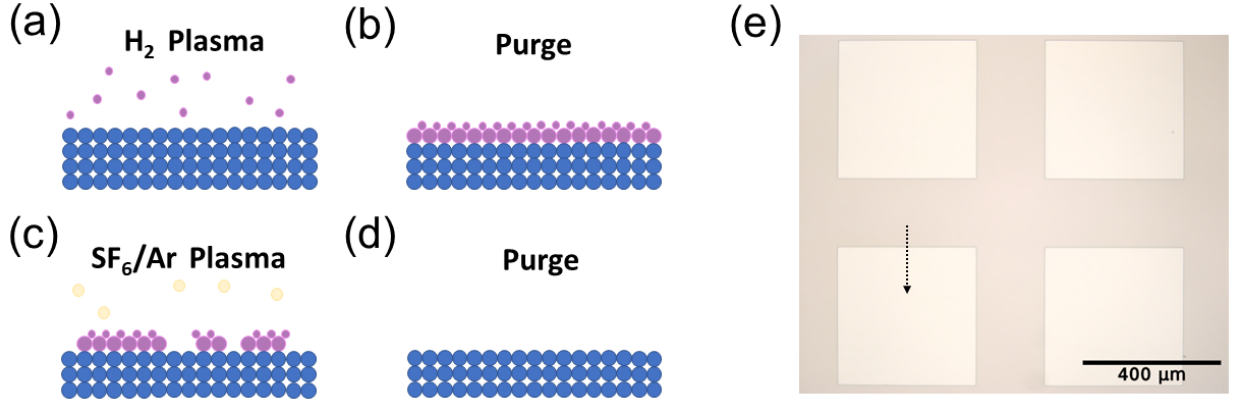 (a)
H₂ Plasma
(b)
Purge
(c)
SF₆/Ar Plasma
(d)
Purge
(e)
400 µm